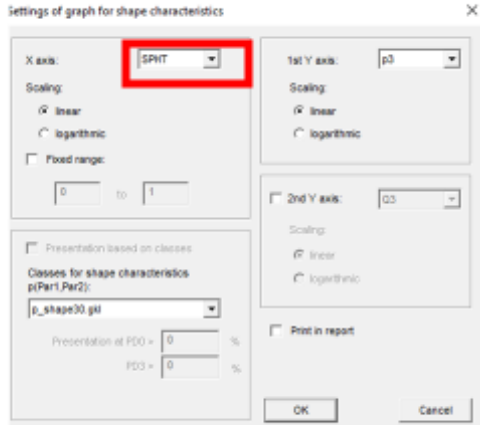 Settings of graph for shape characteristics
X axis: SPHT
Scaling:
linear
logarithmic
Fixed range:
0 to 1
Presentation based on classes
Classes for shape characteristics
p(Par1,Par2):
p_shape30.gkl
Presentation at PD0 > 0 %
PD3 > 0 %
1st Y axis: p3
Scaling:
linear
logarithmic
2nd Y axis: Q3
Scaling:
linear
logarithmic
Print in report
OK Cancel